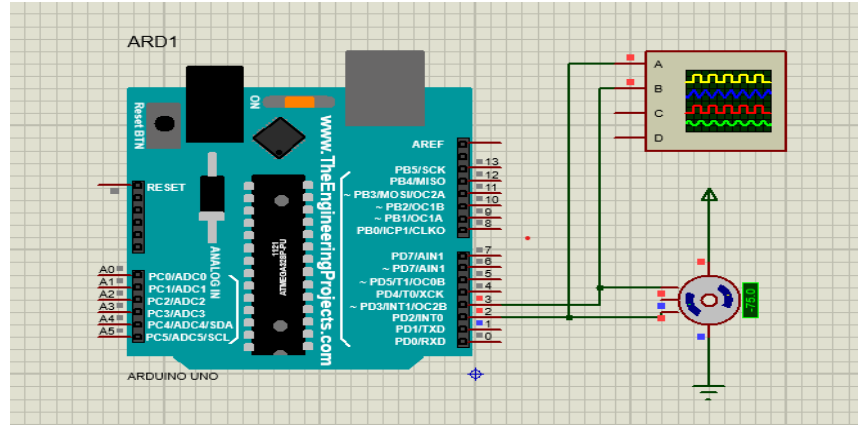 ARD1
Reset BTN
ON
www.TheEngineeringProjects.com
RESET
ANALOG IN
1121
ATMEGA328P-PU
A0 PC0/ADC0
A1 PC1/ADC1
A2 PC2/ADC2
A3 PC3/ADC3
A4 PC4/ADC4/SDA
A5 PC5/ADC5/SCL
AREF
PB5/SCK 13
PB4/MISO 12
~ PB3/MOSI/OC2A 11
~ PB2/OC1B 10
~ PB1/OC1A 9
PB0/ICP1/CLKO 8
PD7/AIN1 7
~ PD7/AIN1 6
~ PD5/T1/OC0B 5
PD4/T0/XCK 4
~ PD3/INT1/OC2B 3
PD2/INT0 2
PD1/TXD 1
PD0/RXD 0
ARDUINO UNO
A
B
C
D
-75.0